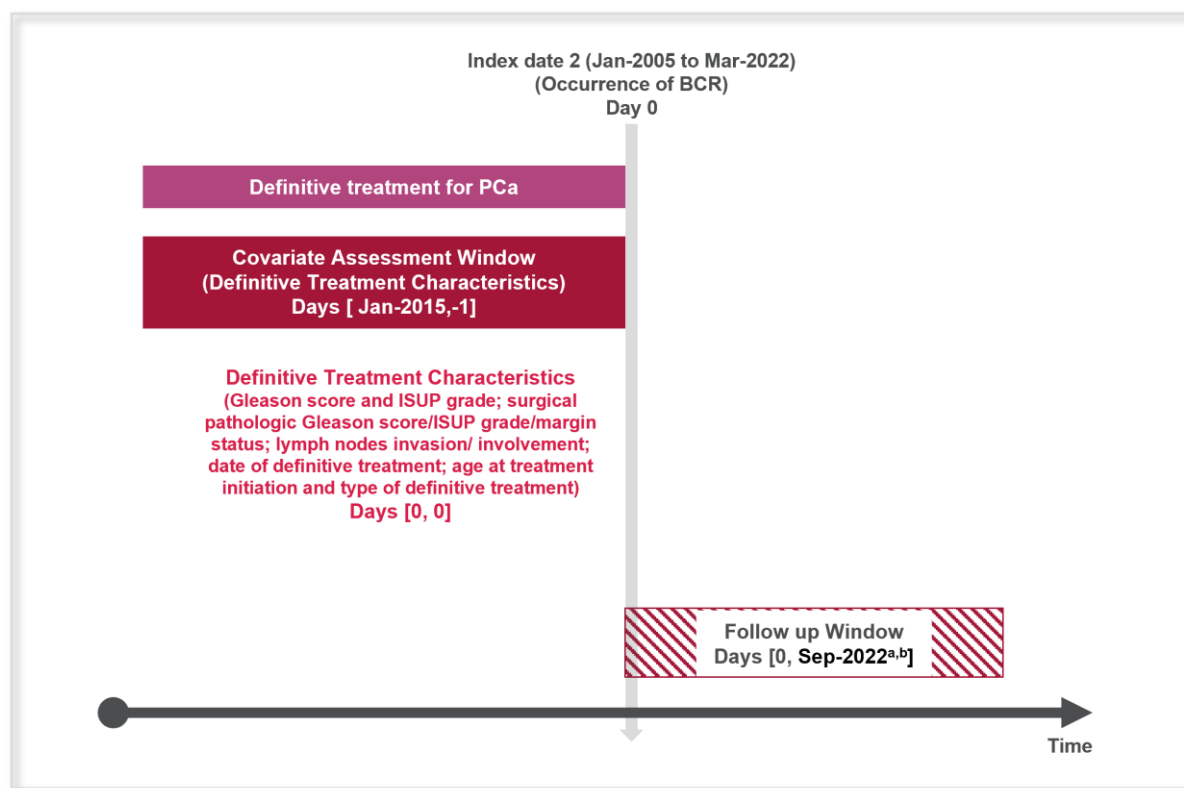 Index date 2 (Jan-2005 to Mar-2022)
(Occurrence of BCR)
Day 0
Definitive treatment for PCa
Covariate Assessment Window
(Definitive Treatment Characteristics)
Days [ Jan-2015,-1]
Definitive Treatment Characteristics
(Gleason score and ISUP grade; surgical
pathologic Gleason score/ISUP grade/margin
status; lymph nodes invasion/ involvement;
date of definitive treatment; age at treatment
initiation and type of definitive treatment)
Days [0, 0]
Follow up Window
Days [0, Sep-2022a,b]
Time